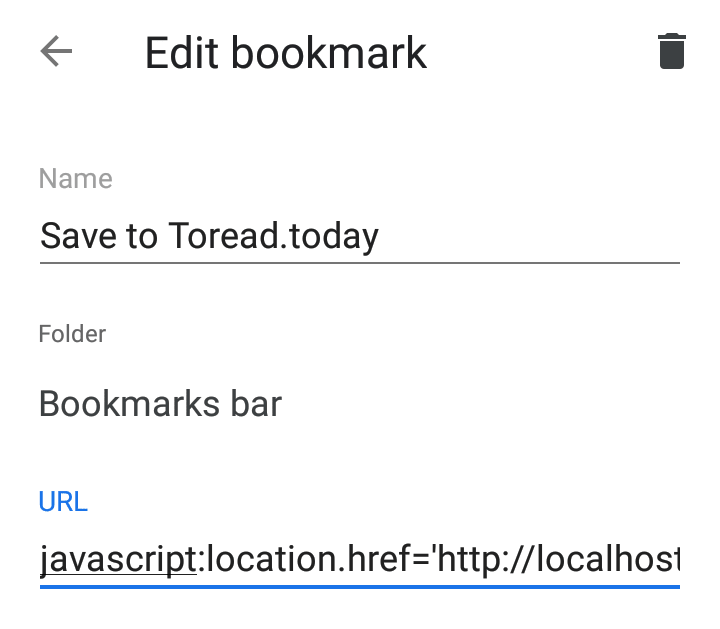 Edit bookmark
Name
Save to Toread.today
Folder
Bookmarks bar
URL
javascript:location.href='http://localhost